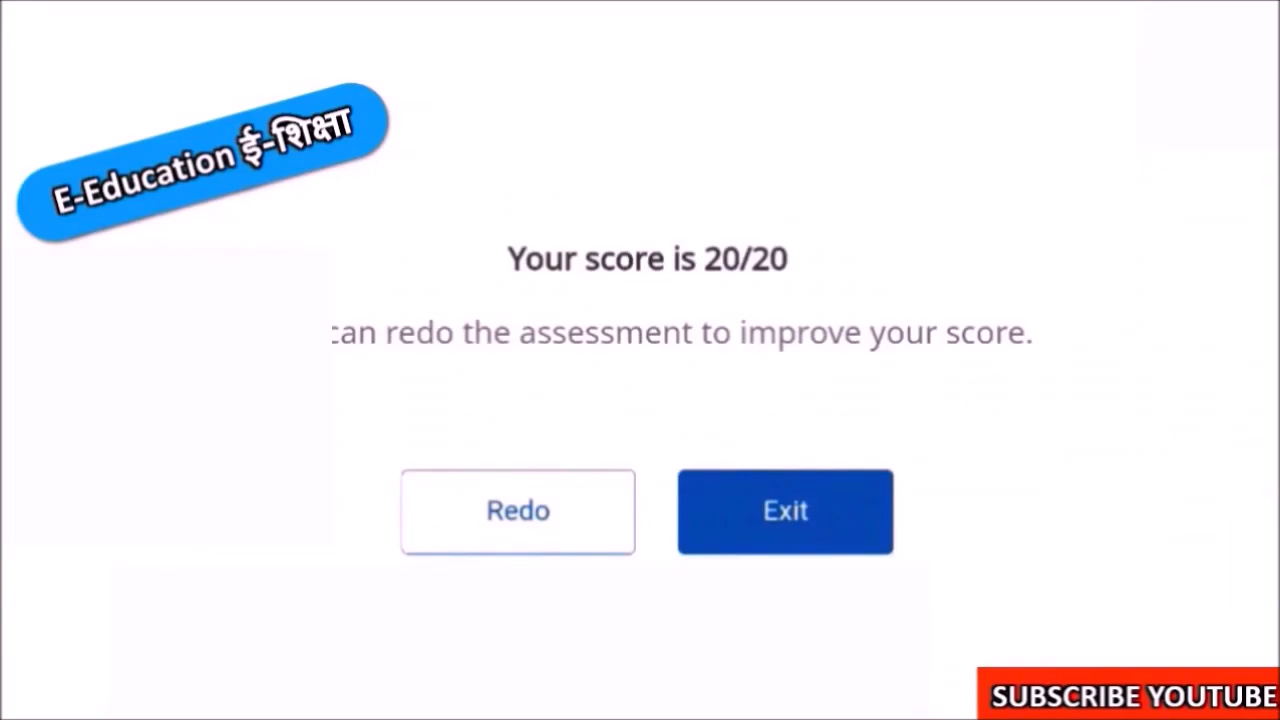 E-Education ई-शिक्षा
Your score is 20/20
can redo the assessment to improve your score.
Redo
Exit
SUBSCRIBE YOUTUBE